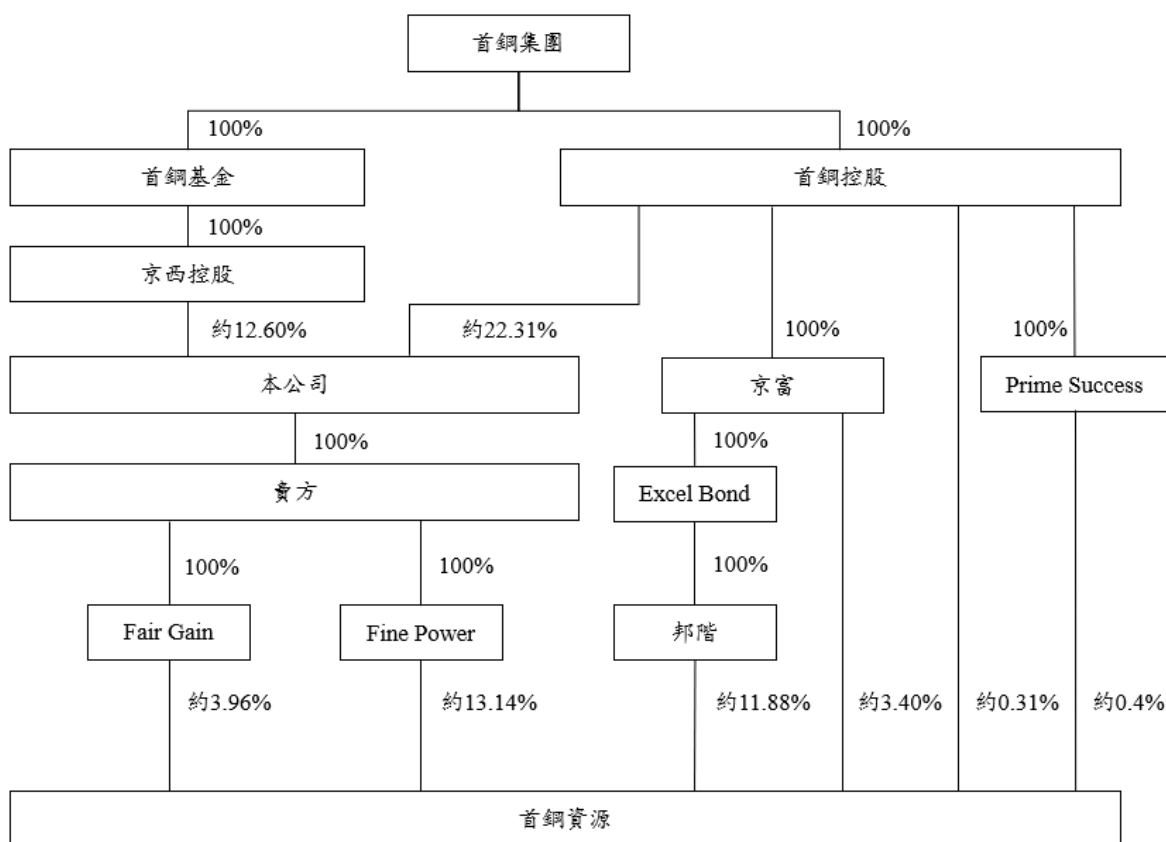 首鋼集團
100%
100%
首鋼基金
首鋼控股
100%
京西控股
約12.60%
約22.31%
100%
100%
本公司
京富
Prime Success
100%
100%
貴方
Excel Bond
100%
100%
100%
Fair Gain
Fine Power
邦階
約3.96%
約13.14%
約11.88%
約3.40%
約0.31%
約0.4%
首鋼資源